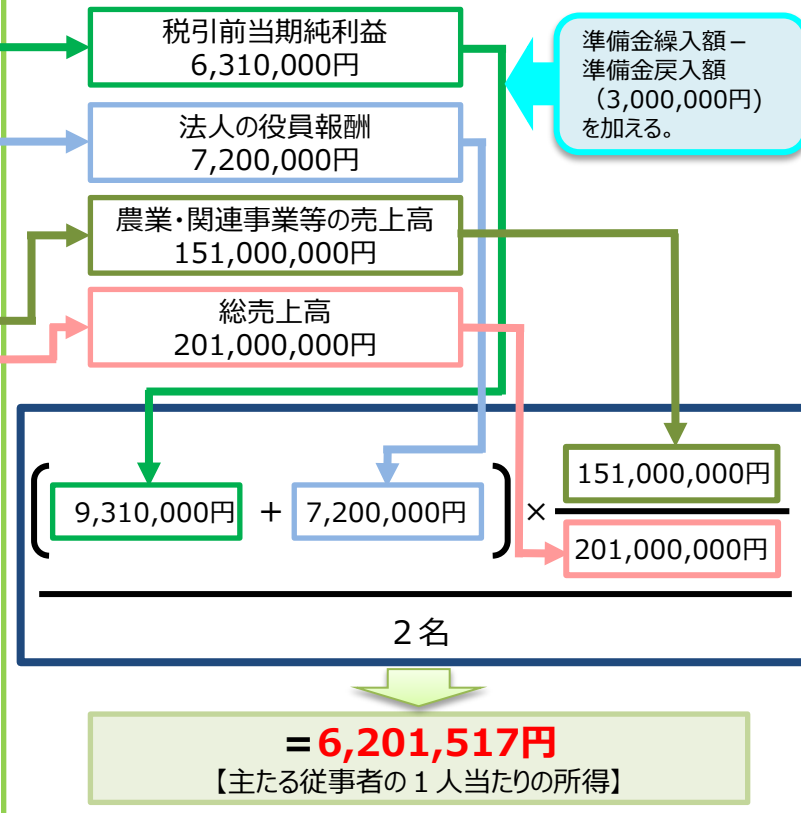 税引前当期純利益
6,310,000円
準備金繰入額－
準備金戻入額
（3,000,000円)
を加える。
法人の役員報酬
7,200,000円
農業・関連事業等の売上高
151,000,000円
総売上高
201,000,000円
9,310,000円 + 7,200,000円 × 151,000,000円
201,000,000円
２名
＝6,201,517円
【主たる従事者の１人当たりの所得】